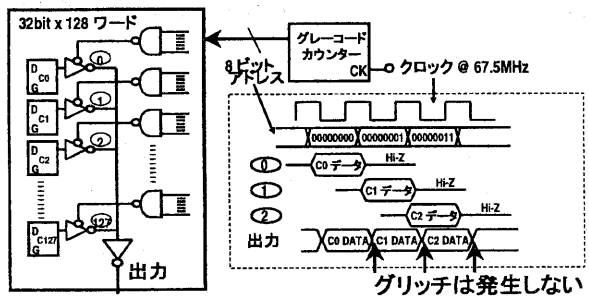 32bit x 128 ワード
D C0 G
D C1 G
D C2 G
D C127 G
0
1
2
127
出力
8ビット
アドレス
グレーコード
カウンター
CK
クロック @ 67.5MHz
00000000 00000001 00000011
0 C0 データ Hi-Z
1 C1 データ Hi-Z
2 C2 データ Hi-Z
出力 C0 DATA C1 DATA C2 DATA
グリッチは発生しない